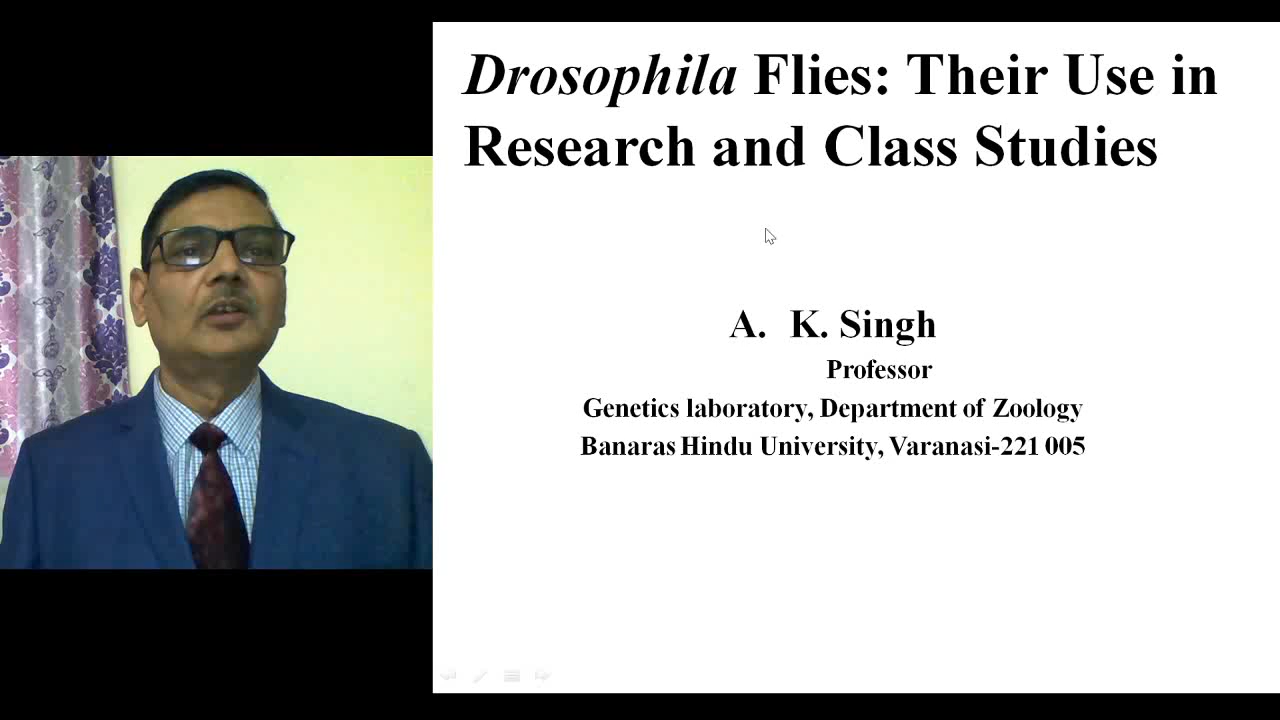 Drosophila Flies: Their Use in
Research and Class Studies
A. K. Singh
Professor
Genetics laboratory, Department of Zoology
Banaras Hindu University, Varanasi-221 005